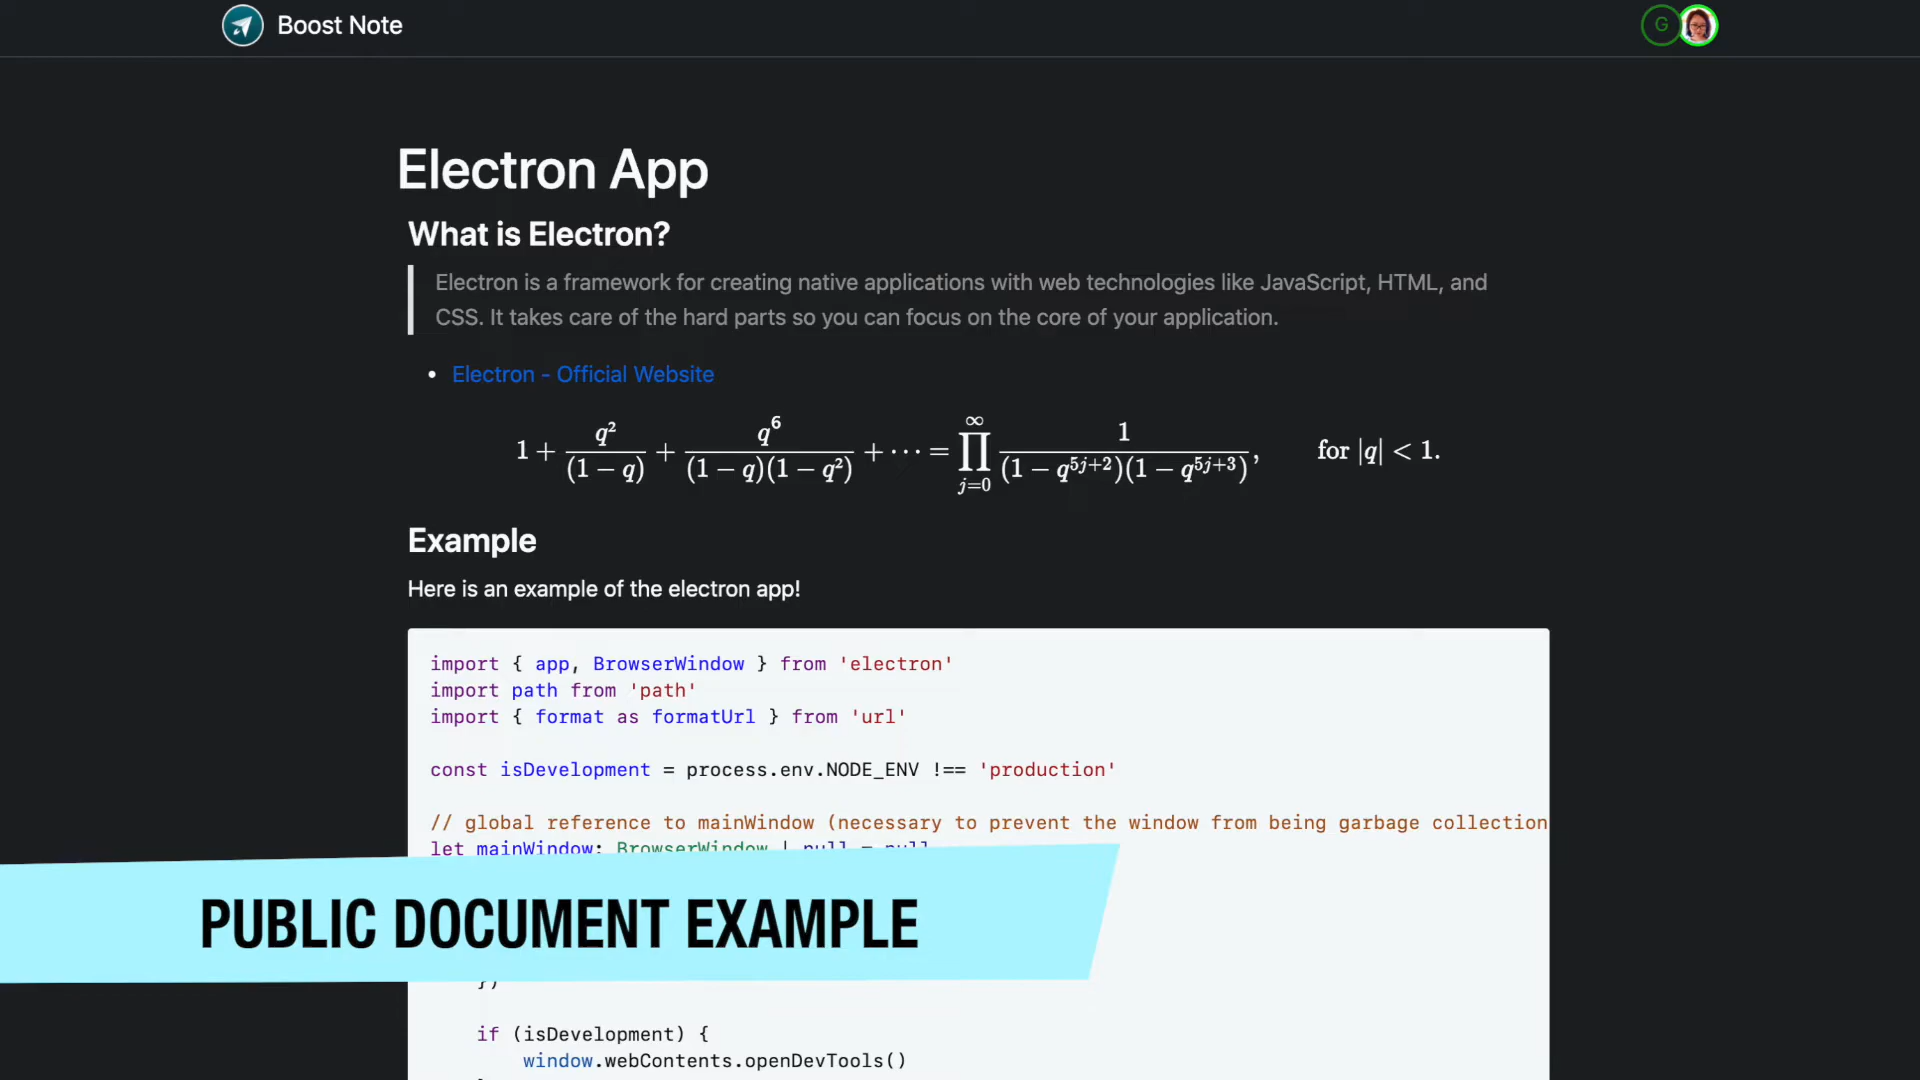 Boost Note
G
Electron App
What is Electron?
Electron is a framework for creating native applications with web technologies like JavaScript, HTML, and
CSS. It takes care of the hard parts so you can focus on the core of your application.
• Electron - Official Website
1 + q²/(1 − q) + q⁶/((1 − q)(1 − q²)) + ⋯ = ∏_{j=0}^{∞} 1/((1 − q^{5j+2})(1 − q^{5j+3})), for |q| < 1.
Example
Here is an example of the electron app!
import { app, BrowserWindow } from 'electron'
import path from 'path'
import { format as formatUrl } from 'url'
const isDevelopment = process.env.NODE_ENV !== 'production'
// global reference to mainWindow (necessary to prevent the window from being garbage collection
let mainWindow: BrowserWindow | null = null
PUBLIC DOCUMENT EXAMPLE
})
if (isDevelopment) {
window.webContents.openDevTools()